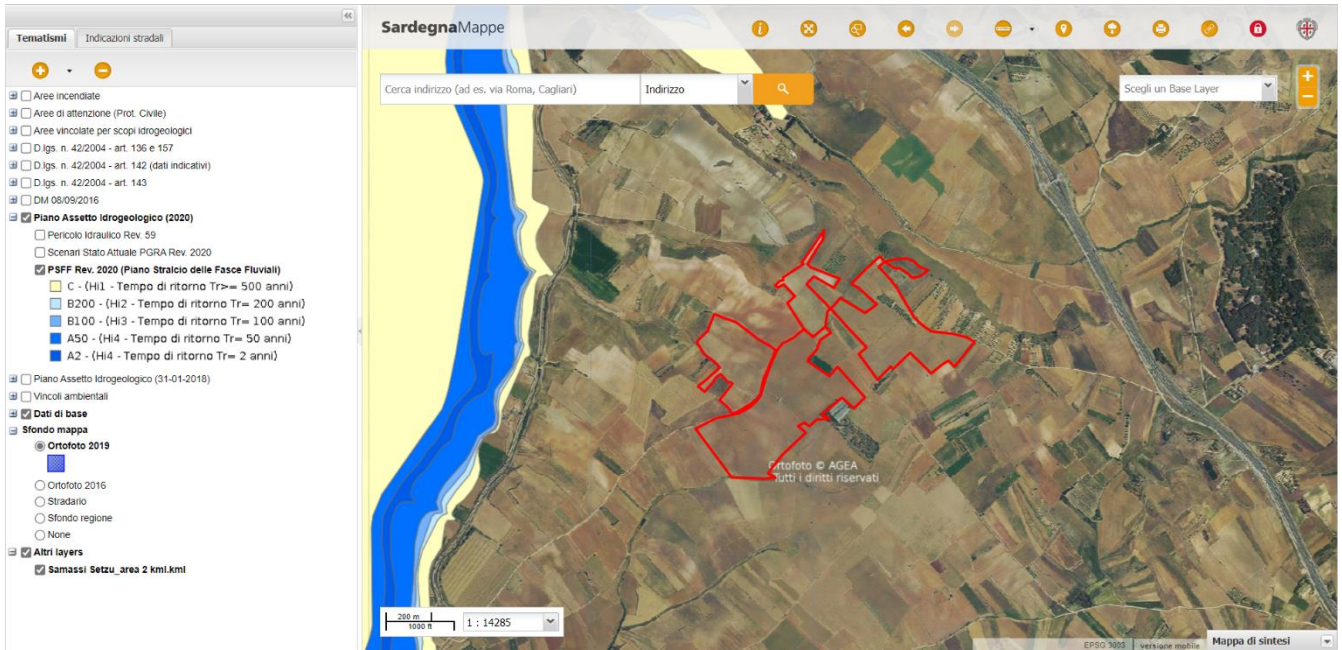 Tematismi
Indicazioni stradali
Aree incendiate
Aree di attenzione (Prot. Civile)
Aree vincolate per scopi idrogeologici
D.lgs. n. 42/2004 - art. 136 e 157
D.lgs. n. 42/2004 - art. 142 (dati indicativi)
D.lgs. n. 42/2004 - art. 143
DM 08/09/2016
Piano Assetto Idrogeologico (2020)
Pericolo Idraulico Rev. 59
Scenari Stato Attuale PGRA Rev. 2020
PSFF Rev. 2020 (Piano Stralcio delle Fasce Fluviali)
C - (Hi1 - Tempo di ritorno Tr>= 500 anni)
B200 - (Hi2 - Tempo di ritorno Tr= 200 anni)
B100 - (Hi3 - Tempo di ritorno Tr= 100 anni)
A50 - (Hi4 - Tempo di ritorno Tr= 50 anni)
A2 - (Hi4 - Tempo di ritorno Tr= 2 anni)
Piano Assetto Idrogeologico (31-01-2018)
Vincoli ambientali
Dati di base
Sfondo mappa
Ortofoto 2019
Ortofoto 2016
Stradario
Sfondo regione
None
Altri layers
Samassi Setzu_area 2 kml.kml
SardegnaMappe
Cerca indirizzo (ad es. via Roma, Cagliari)
Indirizzo
Scegli un Base Layer
Ortofoto © AGEA
Tutti i diritti riservati
200 m
1000 ft
1 : 14285
EPSG 3003
versione mobile
Mappa di sintesi